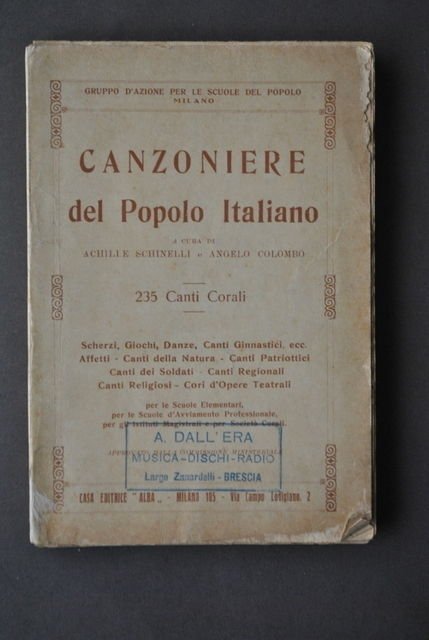 GRUPPO D'AZIONE PER LE SCUOLE DEL POPOLO
MILANO
CANZONIERE
del Popolo Italiano
A CURA DI
ACHILLE SCHINELLI e ANGELO COLOMBO
235 Canti Corali
Scherzi, Giochi, Danze, Canti Ginnastici, ecc.
Affetti - Canti della Natura - Canti Patriottici
Canti dei Soldati - Canti Regionali
Canti Religiosi - Cori d'Opere Teatrali
per le Scuole Elementari,
per le Scuole d'Avviamento Professionale,
per gli Istituti Magistrali e per Società Corali.
A. DALL'ERA
APPROVATO DALLA COMMISSIONE MINISTERIALE
MUSICA-DISCHI-RADIO
Largo Zanardelli - BRESCIA
CASA EDITRICE "ALBA" - MILANO 105 - Via Campo Lodigiano, 2